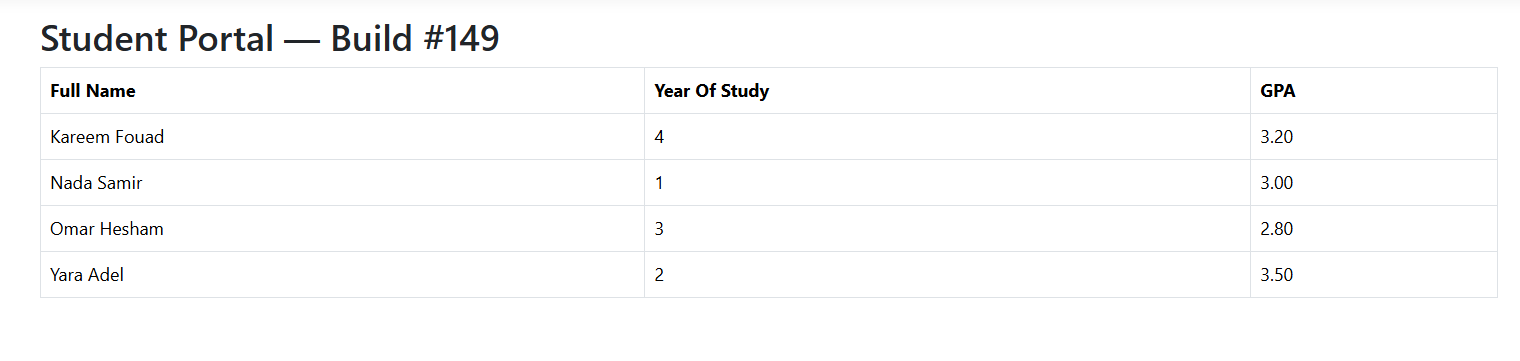 Student Portal — Build #149
Full Name Year Of Study GPA
Kareem Fouad 4 3.20
Nada Samir 1 3.00
Omar Hesham 3 2.80
Yara Adel 2 3.50